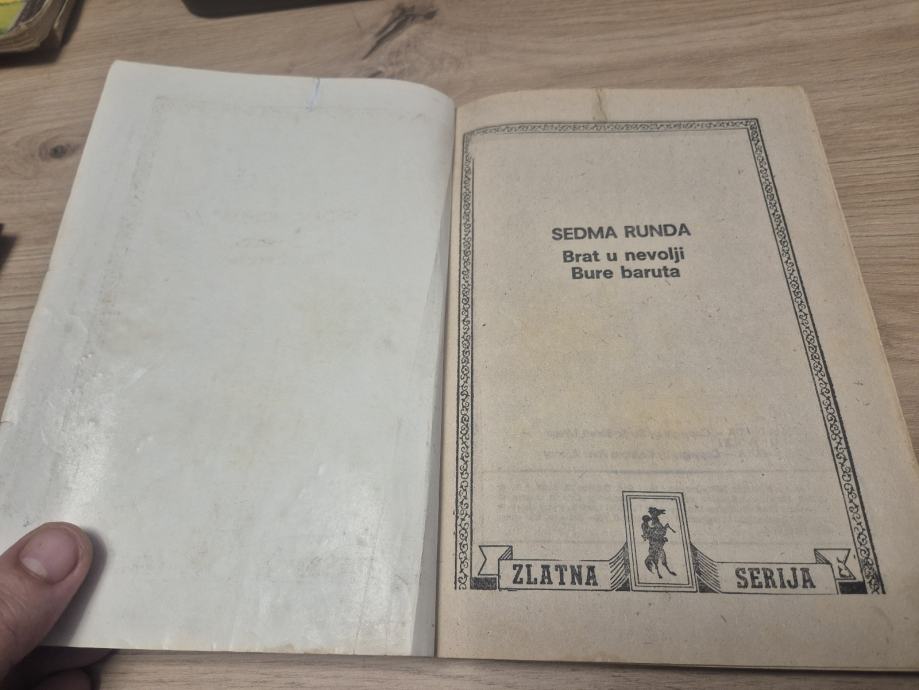 SEDMA RUNDA
Brat u nevolji
Bure baruta
ZLATNA SERIJA